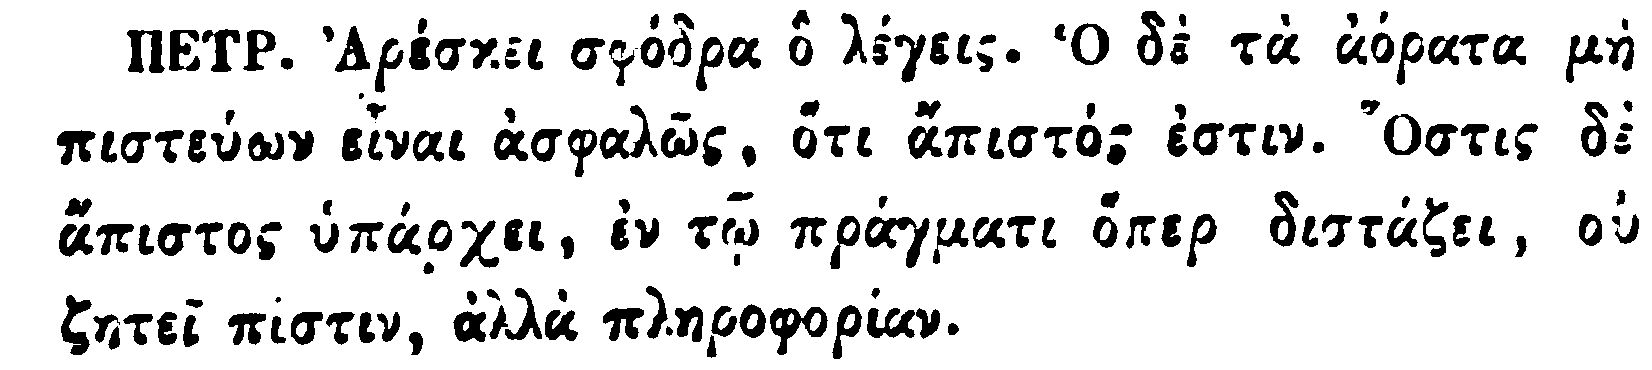 ΠΕΤΡ. Ἀρέσκει σφόδρα ὃ λέγεις. Ὁ δὲ τὰ ἀόρατα μὴ
πιστεύων εἶναι ἀσφαλῶς, ὅτι ἄπιστός ἐστιν. Ὅστις δὲ
ἄπιστος ὑπάρχει, ἐν τῷ πράγματι ὅπερ διστάζει, οὐ
ζητεῖ πίστιν, ἀλλὰ πληροφορίαν.